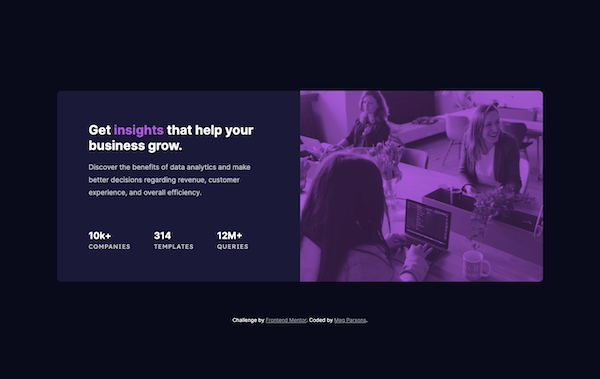 Get insights that help your
business grow.
Discover the benefits of data analytics and make
better decisions regarding revenue, customer
experience, and overall efficiency.
10k+ 314 12M+
COMPANIES TEMPLATES QUERIES
Challenge by Frontend Mentor. Coded by Meg Parsons.